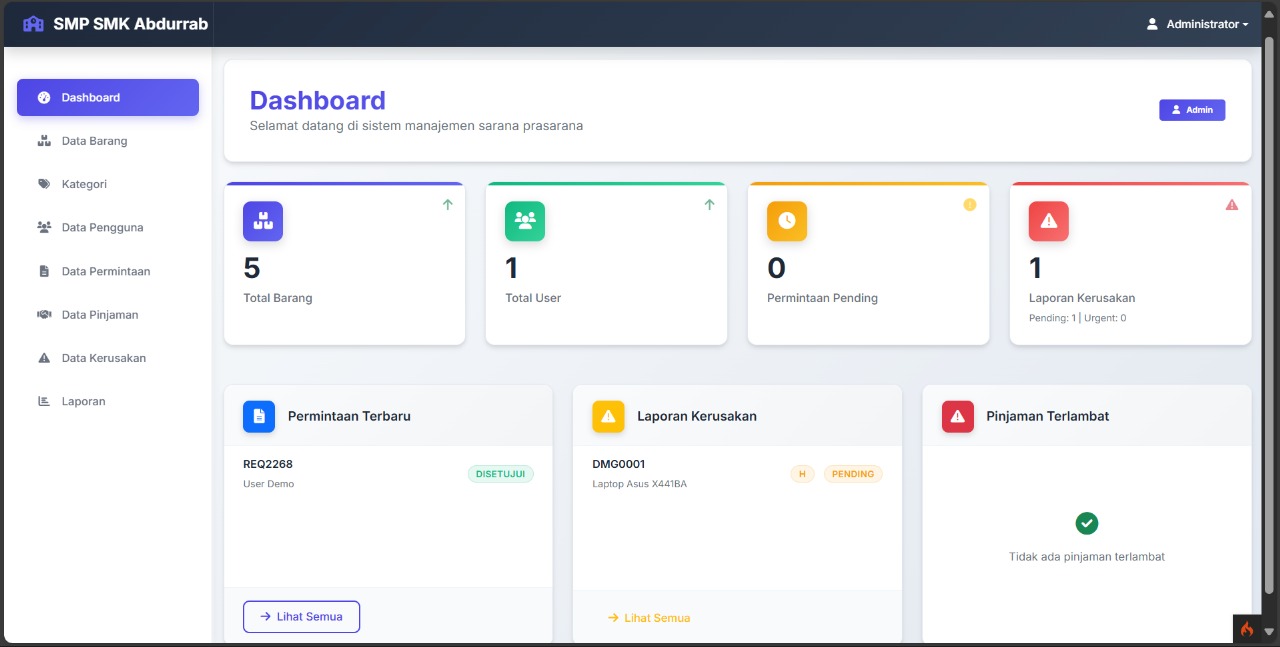 SMP SMK Abdurrab
Administrator
Dashboard
Data Barang
Kategori
Data Pengguna
Data Permintaan
Data Pinjaman
Data Kerusakan
Laporan
Dashboard
Selamat datang di sistem manajemen sarana prasarana
Admin
5
Total Barang
1
Total User
0
Permintaan Pending
1
Laporan Kerusakan
Pending: 1 | Urgent: 0
Permintaan Terbaru
REQ2268
User Demo
DISETUJUI
Lihat Semua
Laporan Kerusakan
DMG0001
Laptop Asus X441BA
H
PENDING
Lihat Semua
Pinjaman Terlambat
Tidak ada pinjaman terlambat